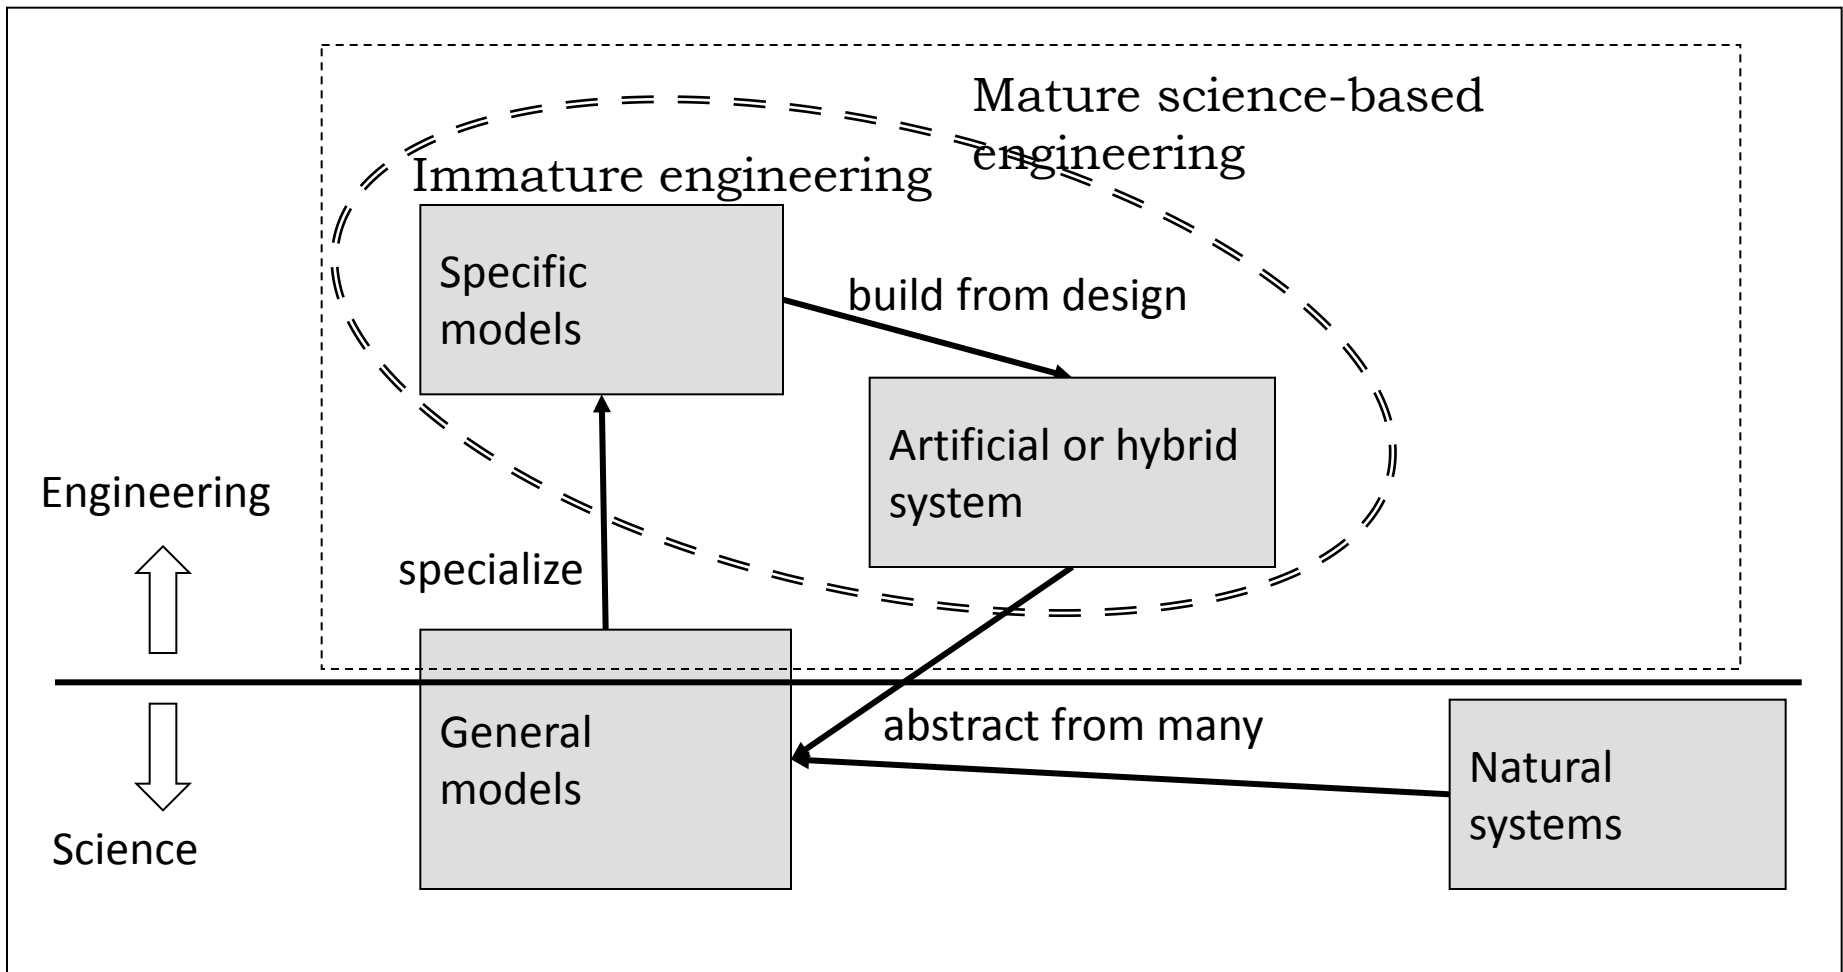 Mature science-based
engineering
Immature engineering
Specific
models
build from design
Artificial or hybrid
system
Engineering
specialize
General
models
abstract from many
Natural
systems
Science